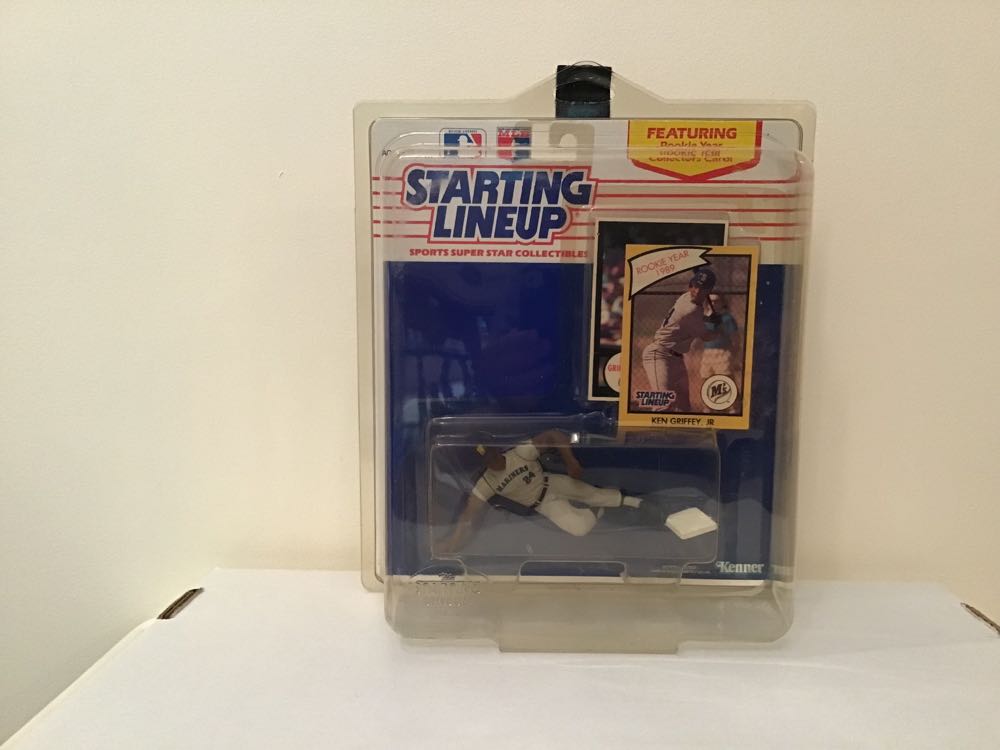 FEATURING
Rookie Year
Collectors Card!
STARTING
LINEUP
SPORTS SUPER STAR COLLECTIBLES
ROOKIE YEAR
1989
GRI
STARTING
LINEUP
M's
KEN GRIFFEY, JR
MARINERS
24
Kenner